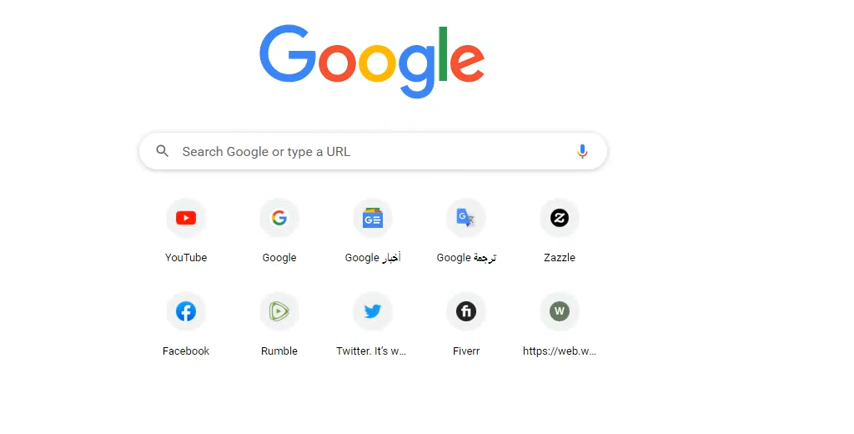 Google
Search Google or type a URL
YouTube
Google
أخبار Google
ترجمة Google
Zazzle
Facebook
Rumble
Twitter. It's w...
Fiverr
https://web.w...